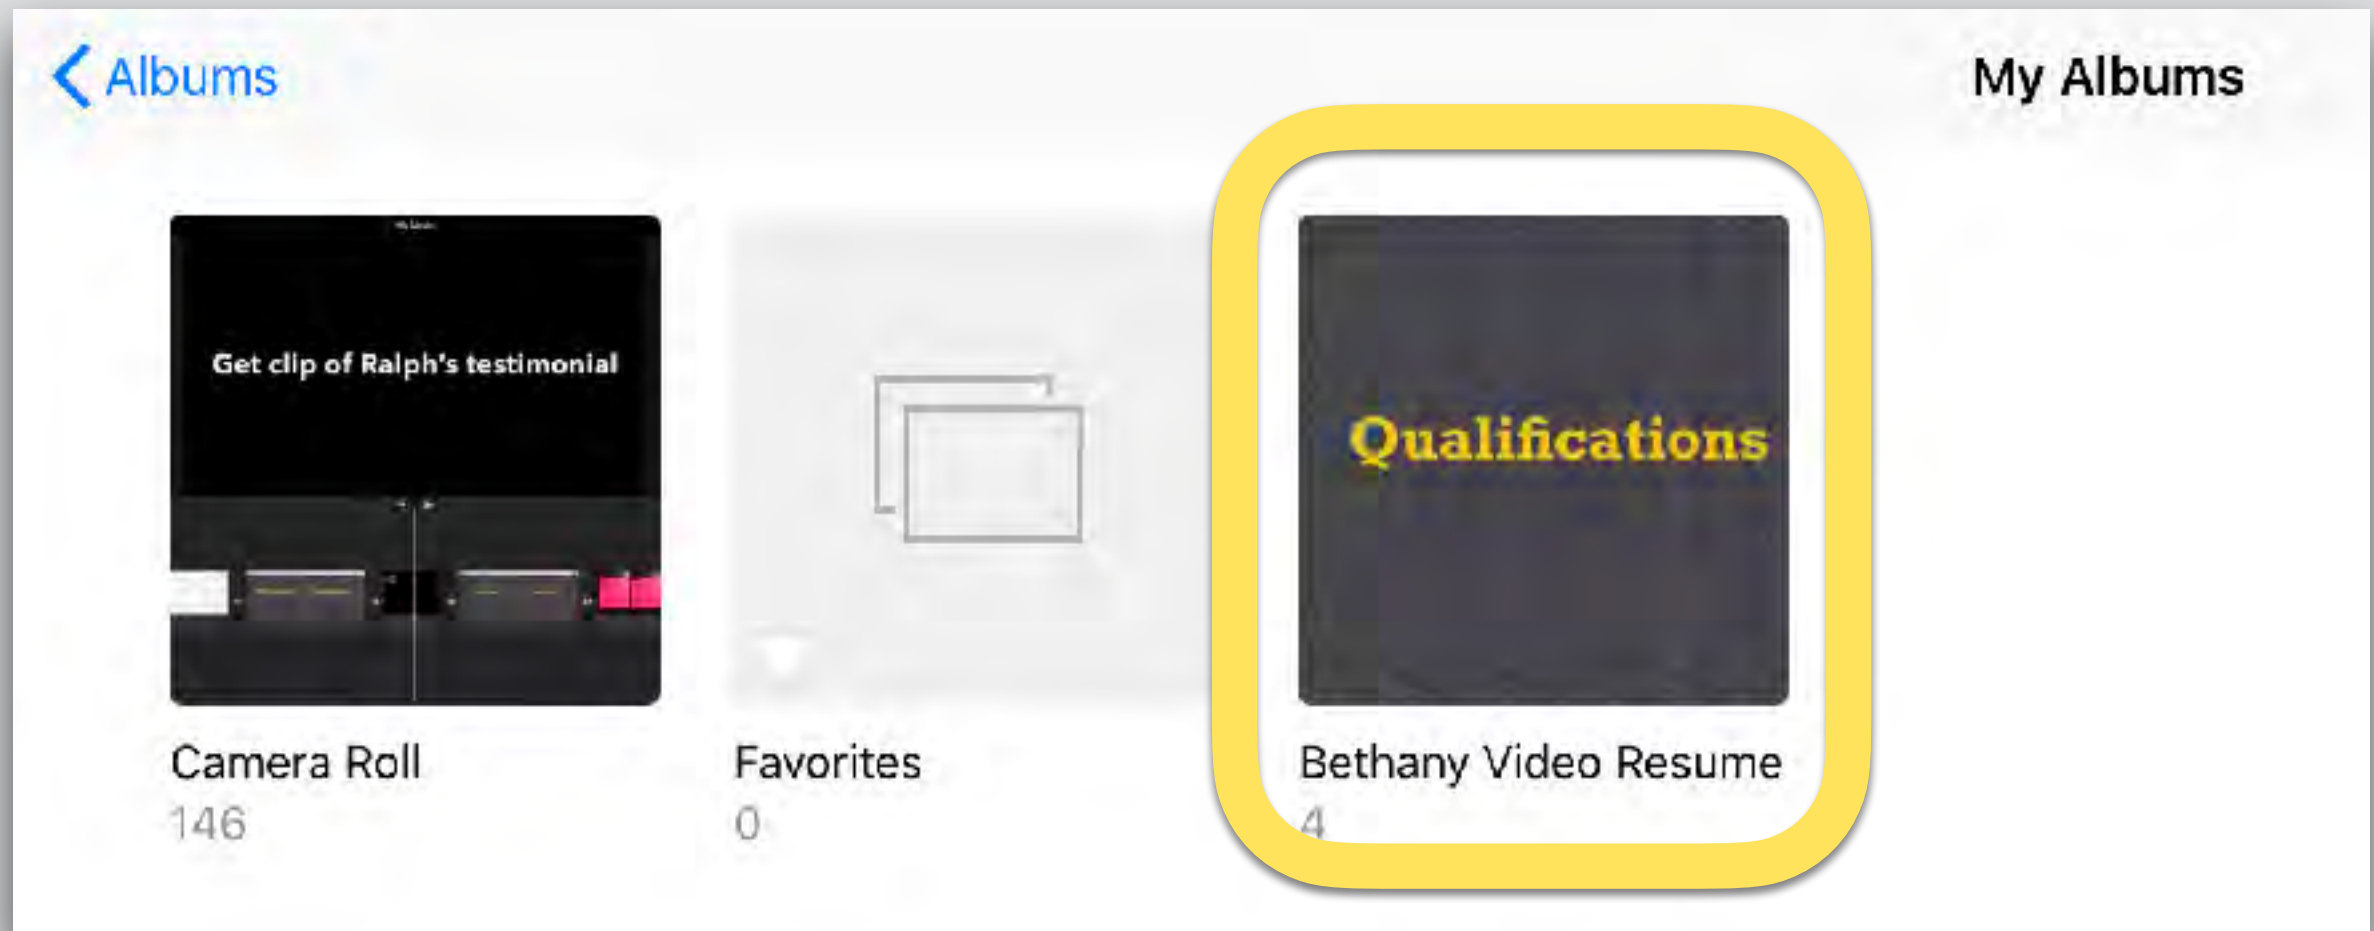 Albums
My Albums
Get clip of Ralph's testimonial
Qualifications
Camera Roll
146
Favorites
0
Bethany Video Resume
4